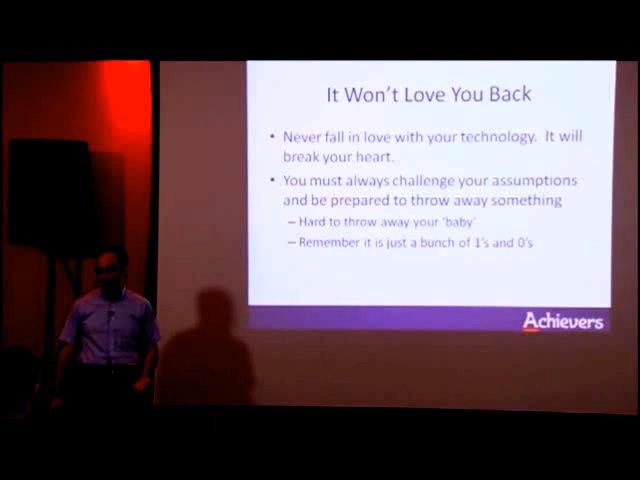 It Won't Love You Back
• Never fall in love with your technology. It will
break your heart.
• You must always challenge your assumptions
and be prepared to throw away something
– Hard to throw away your 'baby'
– Remember it is just a bunch of 1's and 0's
Achievers